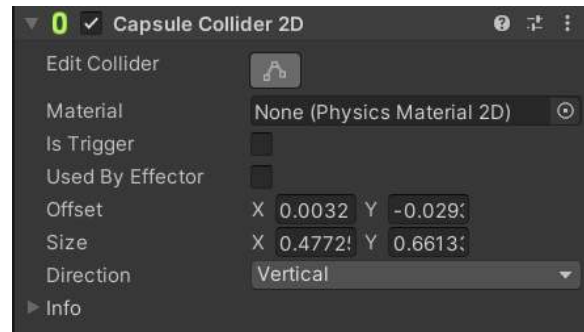 Capsule Collider 2D
Edit Collider
Material None (Physics Material 2D)
Is Trigger
Used By Effector
Offset X 0.0032 Y -0.029
Size X 0.4772 Y 0.6613
Direction Vertical
Info